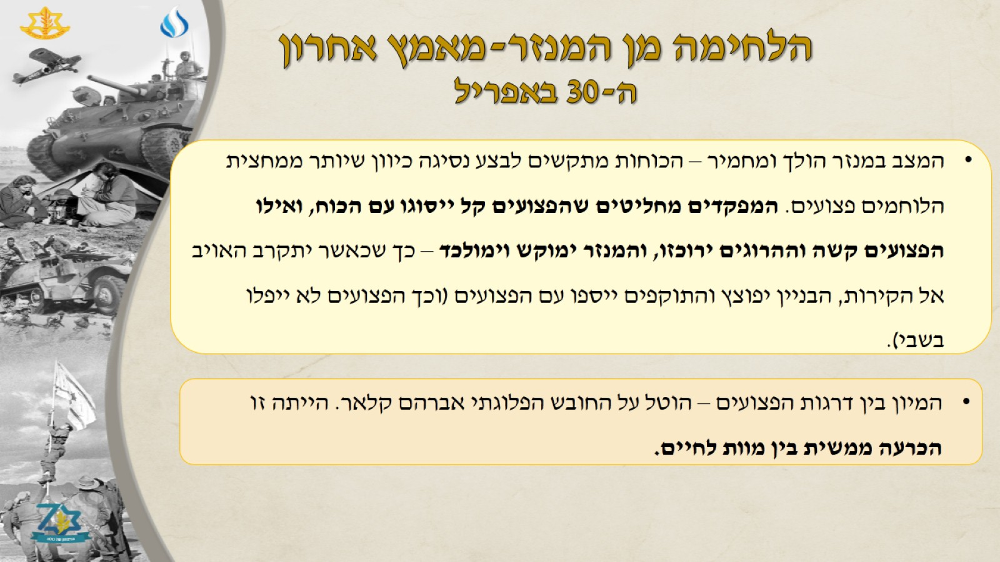 הלחימה מן המנזר-מאמץ אחרון
ה-30 באפריל
• המצב במנזר הולך ומחמיר – הכוחות מתקשים לבצע נסיגה כיוון שיותר ממחצית
הלוחמים פצועים. המפקדים מחליטים שהפצועים קל ייסוגו עם הכוח, ואילו
הפצועים קשה וההרוגים ירוכזו, והמנזר ימוקש וימולכד – כך שכאשר יתקרב האויב
אל הקירות, הבניין יפוצץ והתוקפים ייספו עם הפצועים (וכך הפצועים לא ייפלו
בשבי).
• המיון בין דרגות הפצועים – הוטל על החובש הפלוגתי אברהם קלאר. הייתה זו
הכרעה ממשית בין מוות לחיים.
70